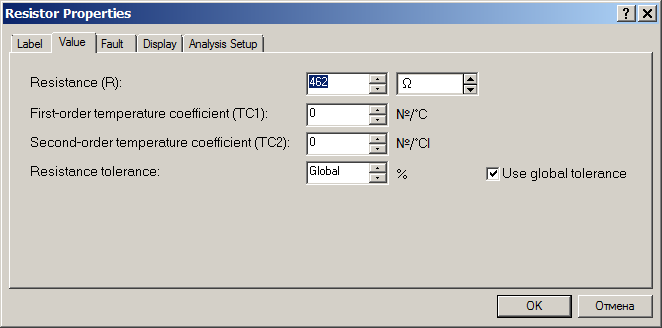 Resistor Properties
Label Value Fault Display Analysis Setup
Resistance (R): 462 Ω
First-order temperature coefficient (TC1): 0 №/°C
Second-order temperature coefficient (TC2): 0 №/°CІ
Resistance tolerance: Global % Use global tolerance
OK Отмена